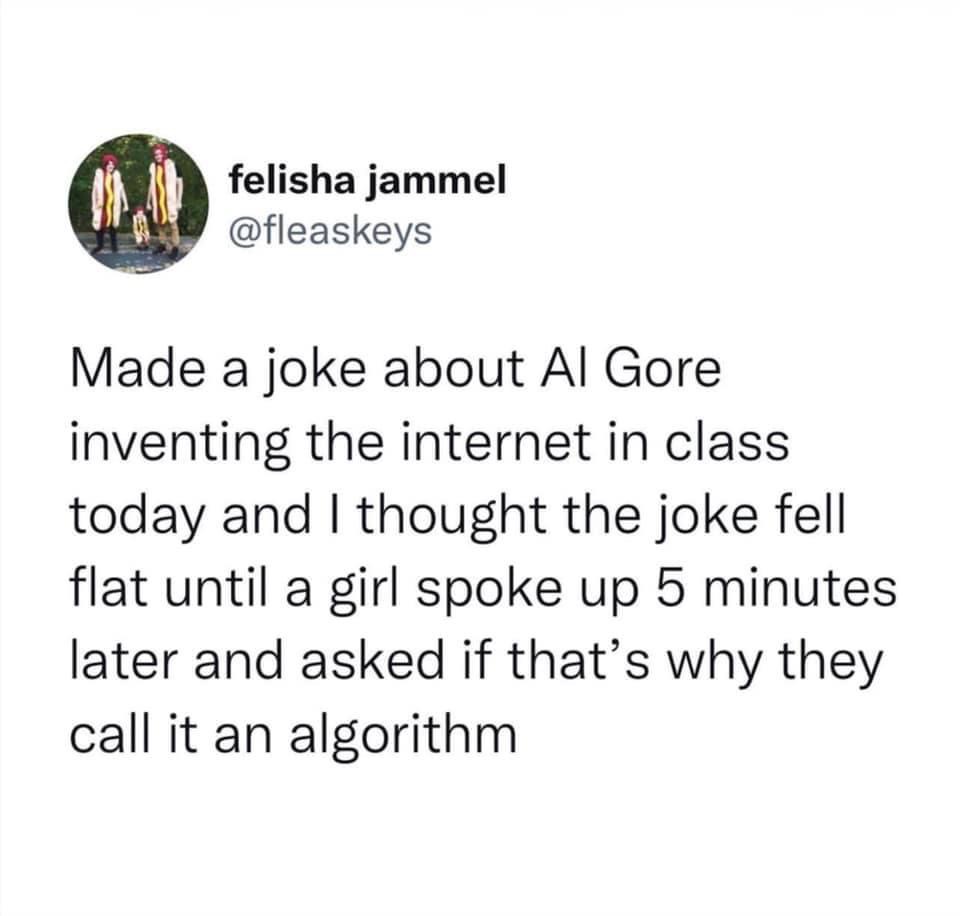 felisha jammel
@fleaskeys
Made a joke about Al Gore
inventing the internet in class
today and I thought the joke fell
flat until a girl spoke up 5 minutes
later and asked if that’s why they
call it an algorithm